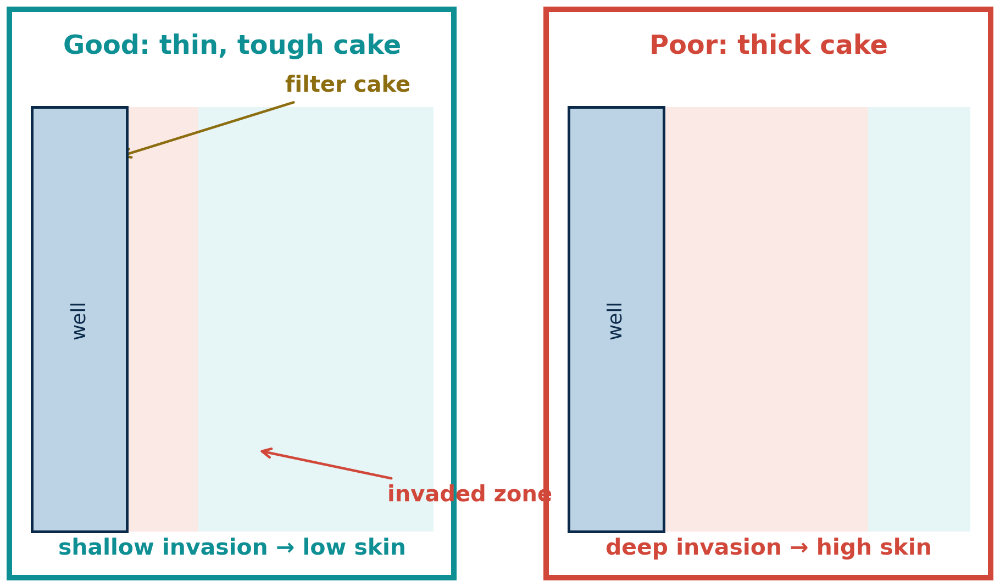 Good: thin, tough cake
filter cake
well
invaded zone
shallow invasion → low skin
Poor: thick cake
well
deep invasion → high skin